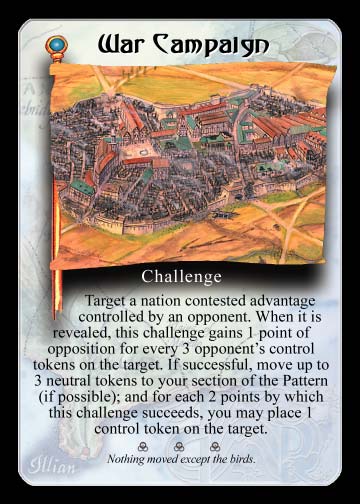 War Campaign
Challenge
Target a nation contested advantage
controlled by an opponent. When it is
revealed, this challenge gains 1 point of
opposition for every 3 opponent's control
tokens on the target. If successful, move up to
3 neutral tokens to your section of the Pattern
(if possible); and for each 2 points by which
this challenge succeeds, you may place 1
control token on the target.
Nothing moved except the birds.
Illian